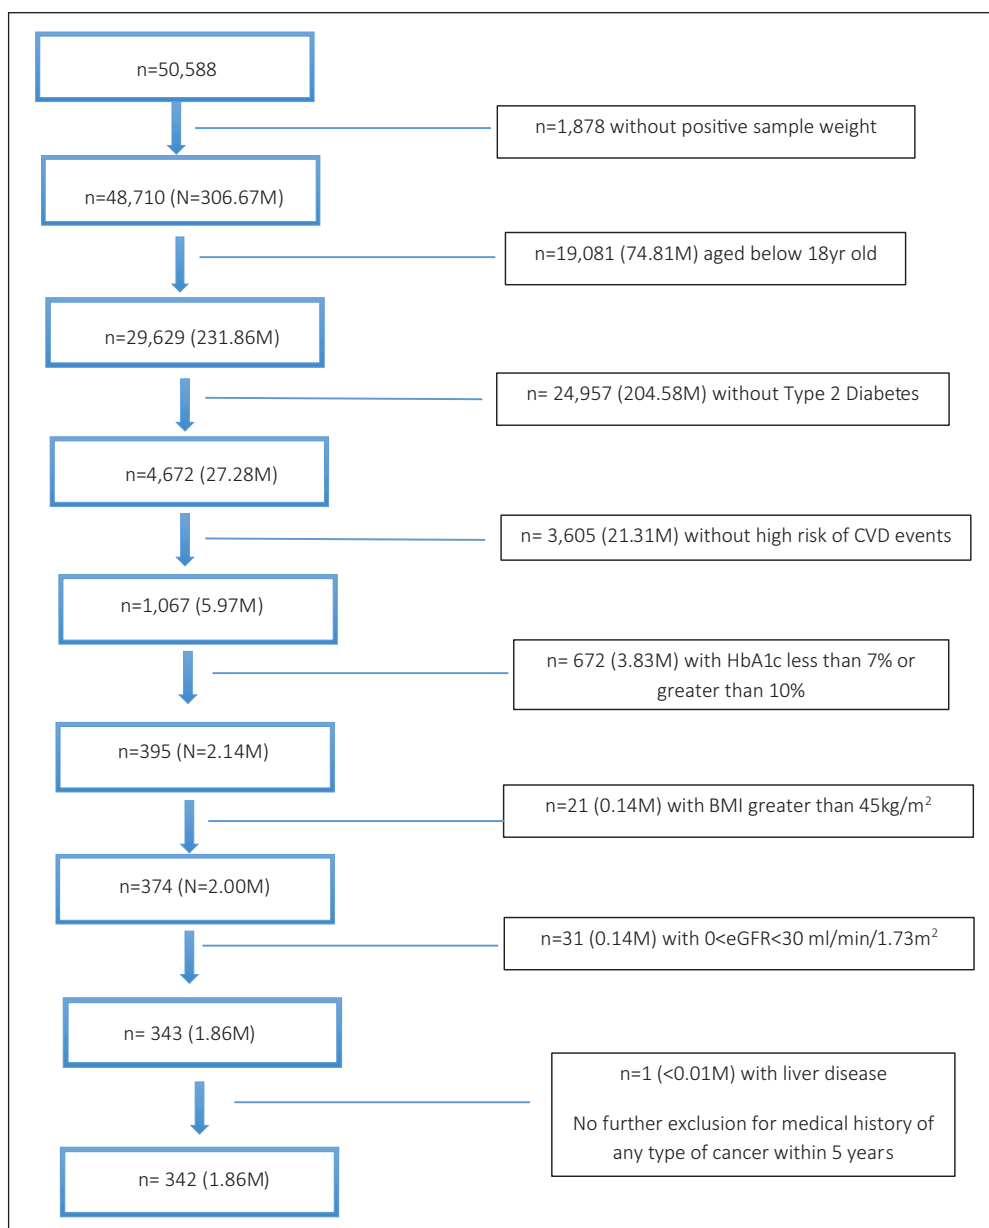 n=50,588
n=1,878 without positive sample weight
n=48,710 (N=306.67M)
n=19,081 (74.81M) aged below 18yr old
n=29,629 (231.86M)
n= 24,957 (204.58M) without Type 2 Diabetes
n=4,672 (27.28M)
n= 3,605 (21.31M) without high risk of CVD events
n=1,067 (5.97M)
n= 672 (3.83M) with HbA1c less than 7% or
greater than 10%
n=395 (N=2.14M)
n=21 (0.14M) with BMI greater than 45kg/m²
n=374 (N=2.00M)
n=31 (0.14M) with 0<eGFR<30 ml/min/1.73m²
n= 343 (1.86M)
n=1 (<0.01M) with liver disease
No further exclusion for medical history of
any type of cancer within 5 years
n= 342 (1.86M)